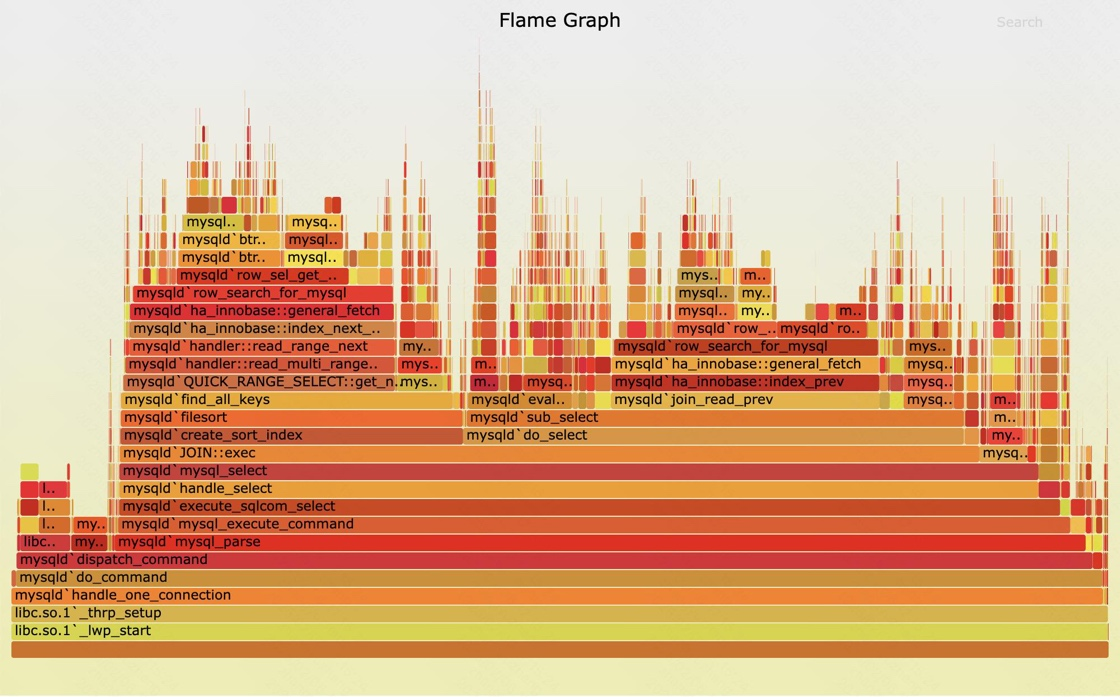 Flame Graph
Search
mysql.. mysq..
mysqld`btr.. mysql..
mysqld`btr.. mysql..
mysqld`row_sel_get_.. mys.. m..
mysqld`row_search_for_mysql mysql.. my..
mysqld`ha_innobase::general_fetch mysql.. my.. m..
mysqld`ha_innobase::index_next_.. mysqld`row_.. mysqld`ro..
mysqld`handler::read_range_next my.. mysqld`row_search_for_mysql mys..
mysqld`handler::read_multi_range.. mys.. m.. mysqld`ha_innobase::general_fetch mysq..
mysqld`QUICK_RANGE_SELECT::get_n.. mys.. m.. mysq.. mysqld`ha_innobase::index_prev mysq..
mysqld`find_all_keys mysqld`eval.. mysqld`join_read_prev mysq.. m..
mysqld`filesort mysqld`sub_select m..
mysqld`create_sort_index mysqld`do_select my..
mysqld`JOIN::exec mysq..
mysqld`mysql_select
l.. mysqld`handle_select
l.. mysqld`execute_sqlcom_select
l.. my.. mysqld`mysql_execute_command
libc.. my.. mysqld`mysql_parse
mysqld`dispatch_command
mysqld`do_command
mysqld`handle_one_connection
libc.so.1`_thrp_setup
libc.so.1`_lwp_start